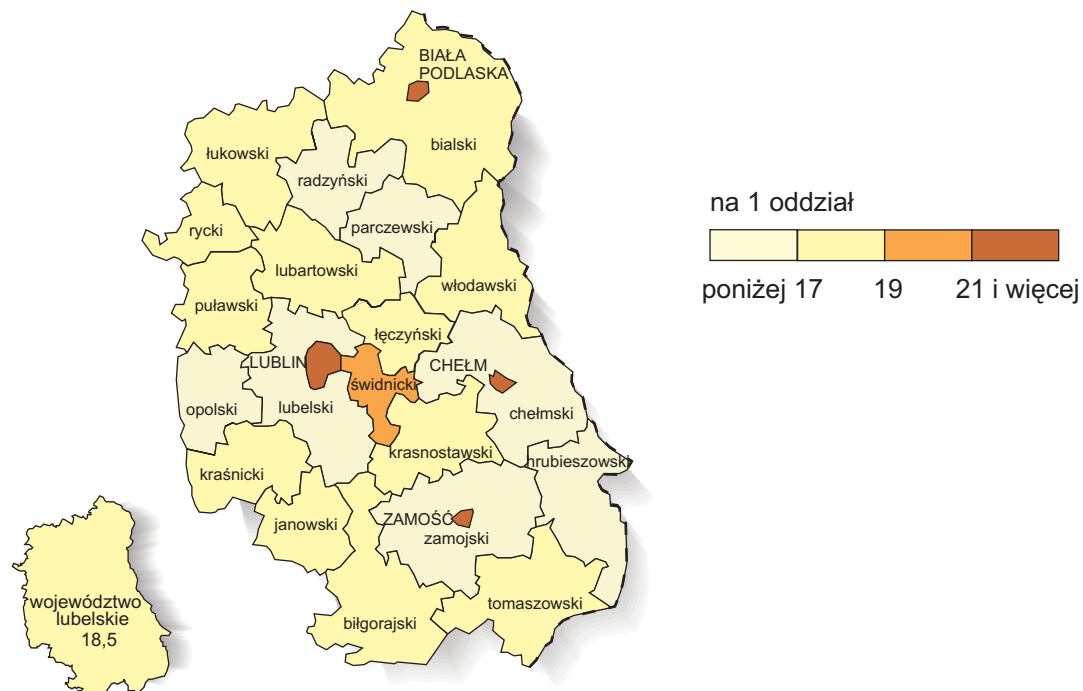 BIAŁA
PODLASKA
bialski
łukowski
radzyński
parczewski
rycki
lubartowski
włodawski
puławski
łęczyński
LUBLIN
CHEŁM
świdnicki
opolski
lubelski
chełmski
krasnostawski
hrubieszowski
kraśnicki
janowski
ZAMOŚĆ
zamojski
tomaszowski
biłgorajski
na 1 oddział
poniżej 17 19 21 i więcej
województwo
lubelskie
18,5